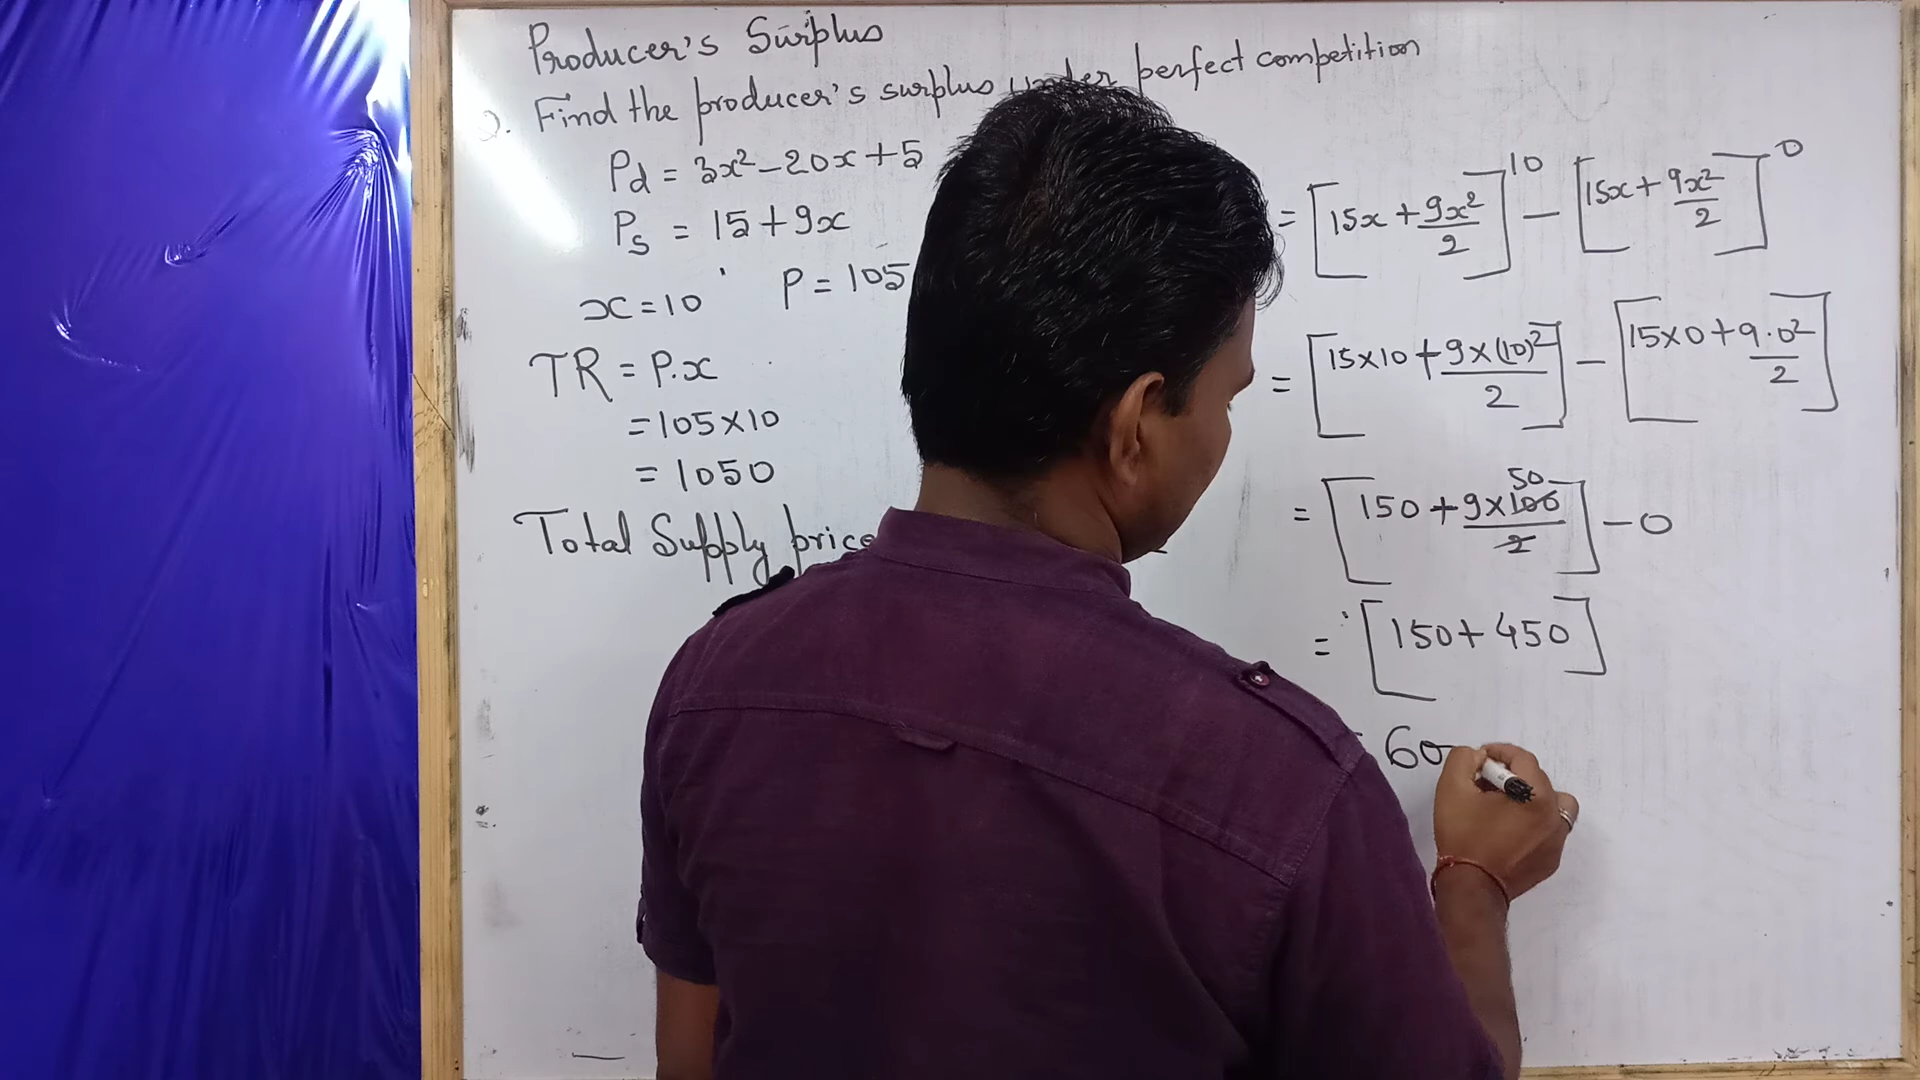 Producer's Surplus
Q. Find the producer's surplus under perfect competition
Pd = 3x² - 20x + 5
Ps = 15 + 9x
x = 10 P = 105
TR = P.x
= 105 × 10
= 1050
Total Supply price
= [15x + 9x²/2]¹⁰ - [15x + 9x²/2]⁰
= [15×10 + 9×(10)²/2] - [15×0 + 9.0²/2]
= [150 + 9×100/2] - 0
50
= [150 + 450]
= 60